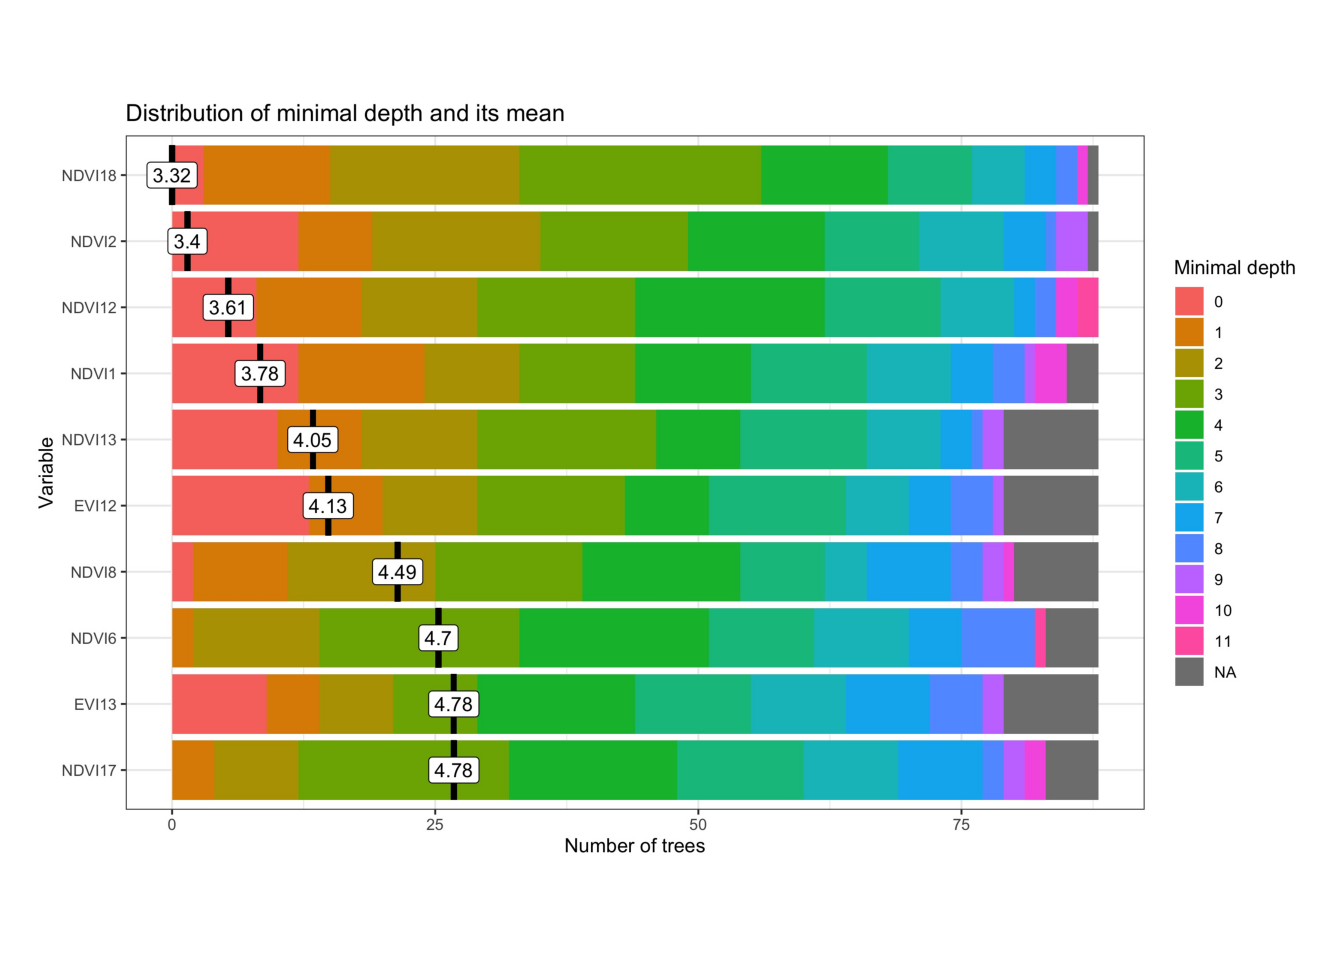 Distribution of minimal depth and its mean
Variable
NDVI18
3.32
NDVI2
3.4
NDVI12
3.61
NDVI1
3.78
NDVI13
4.05
EVI12
4.13
NDVI8
4.49
NDVI6
4.7
EVI13
4.78
NDVI17
4.78
0 25 50 75
Number of trees
Minimal depth
0
1
2
3
4
5
6
7
8
9
10
11
NA